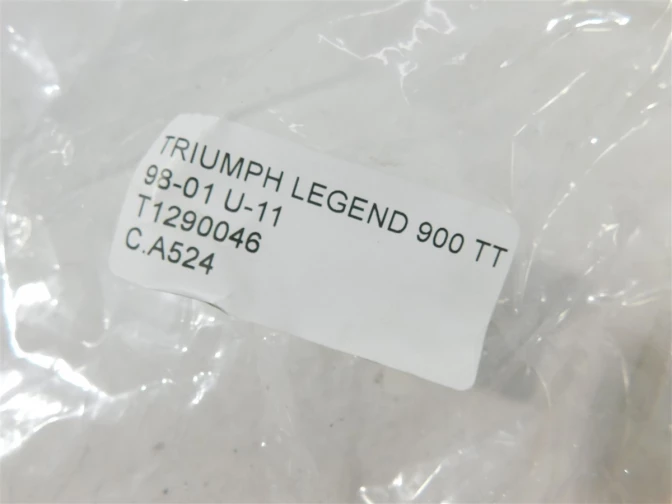 TRIUMPH LEGEND 900 TT
98-01 U-11
T1290046
C.A524